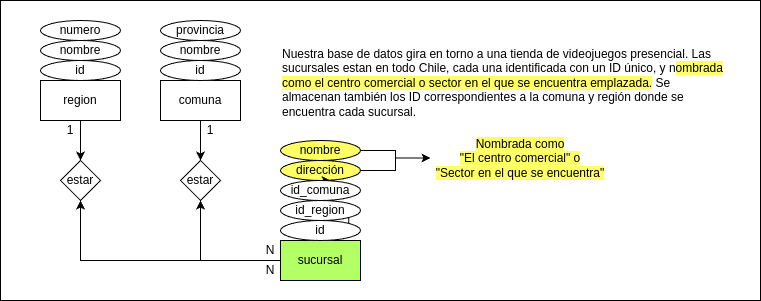 numero
nombre
id
region
1
estar
provincia
nombre
id
comuna
1
estar
Nuestra base de datos gira en torno a una tienda de videojuegos presencial. Las
sucursales estan en todo Chile, cada una identificada con un ID único, y nombrada
como el centro comercial o sector en el que se encuentra emplazada. Se
almacenan también los ID correspondientes a la comuna y región donde se
encuentra cada sucursal.
nombre
dirección
id_comuna
id_region
1
id
sucursal
N
N
Nombrada como
"El centro comercial" o
"Sector en el que se encuentra"